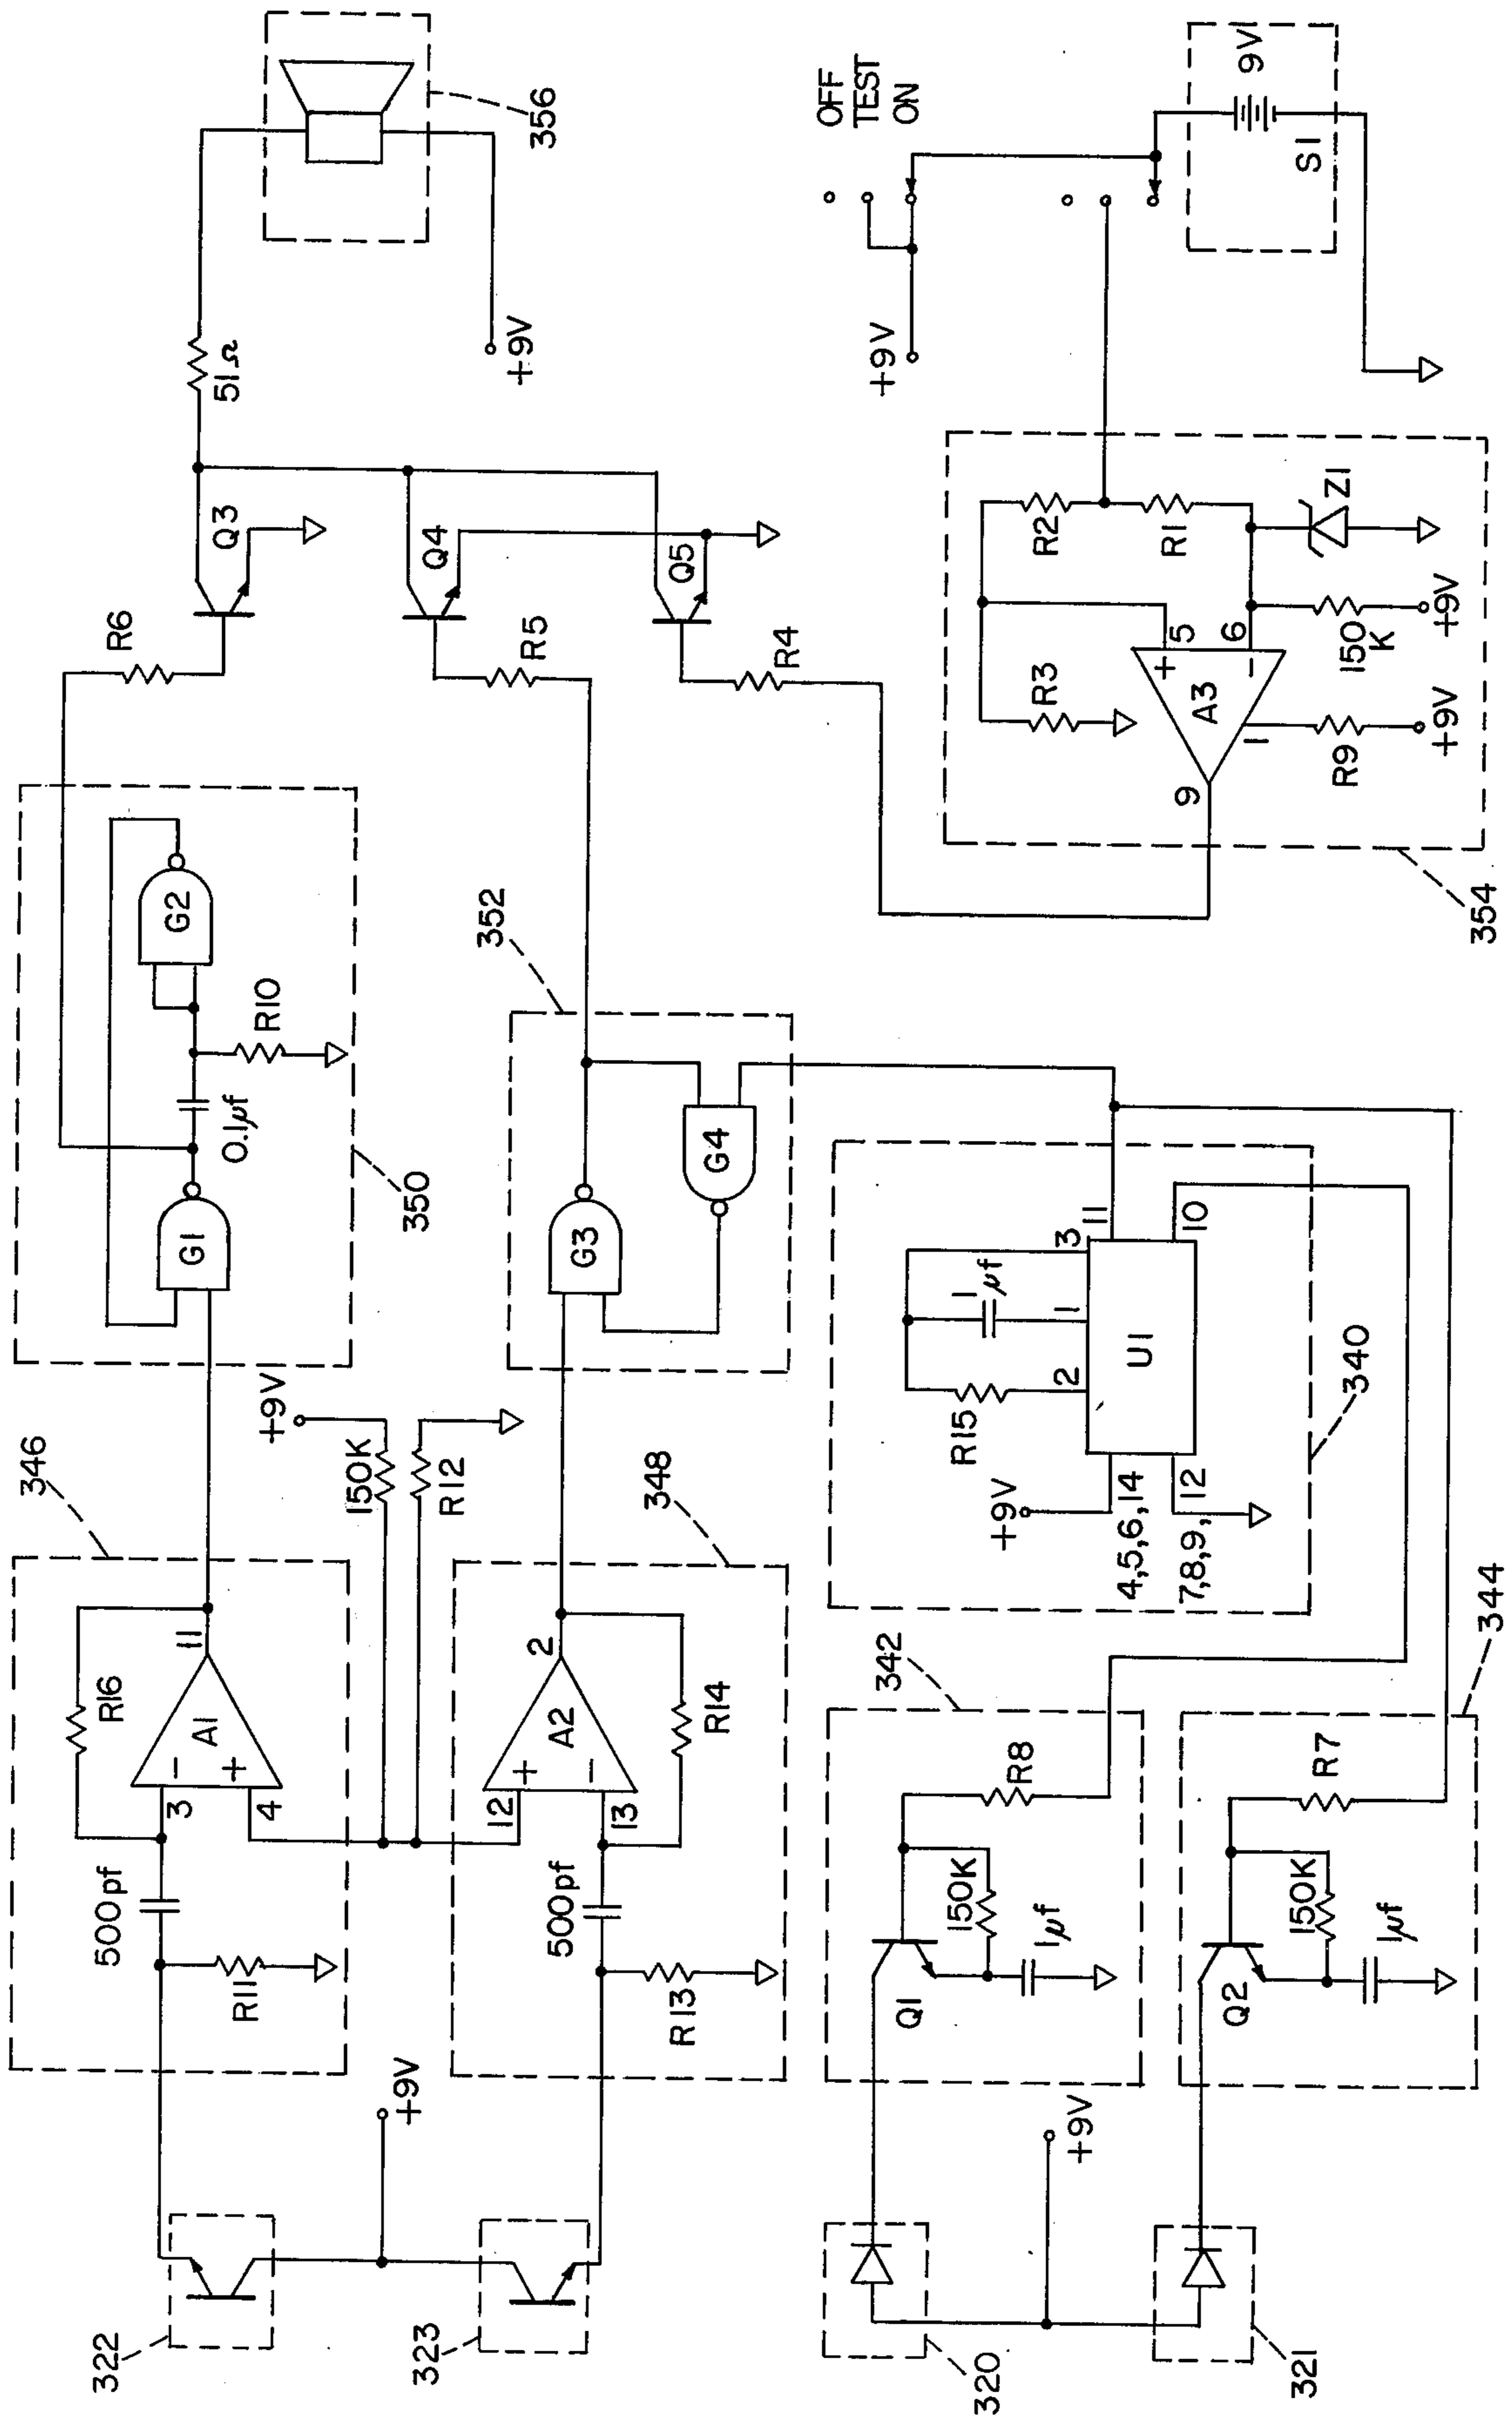 356
51Ω
+9V
OFF
TEST
ON
+9V
9V
S1
Q3
Q4
Q5
R6
R5
R4
R2
R1
Z1
R3
+
5
6
−
A3
1
9
150
K
+9V
R9
+9V
354
G2
R10
0.1μf
G1
350
352
G3
G4
3
11
1
μf
1
10
2
U1
R15
+9V
4,5,6,14
7,8,9,12
340
346
+9V
150K
R12
348
R16
11
A1
−
+
3
4
500pf
R11
2
A2
+
−
12
13
R14
500pf
R13
342
R8
150K
1μf
Q1
344
R7
150K
1μf
Q2
+9V
+9V
322
323
320
321